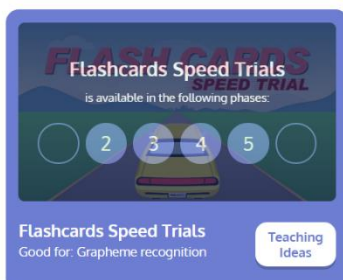 FLASH CARDS
SPEED TRIAL
Flashcards Speed Trials
is available in the following phases:
2 3 4 5
Flashcards Speed Trials
Good for: Grapheme recognition
Teaching
Ideas